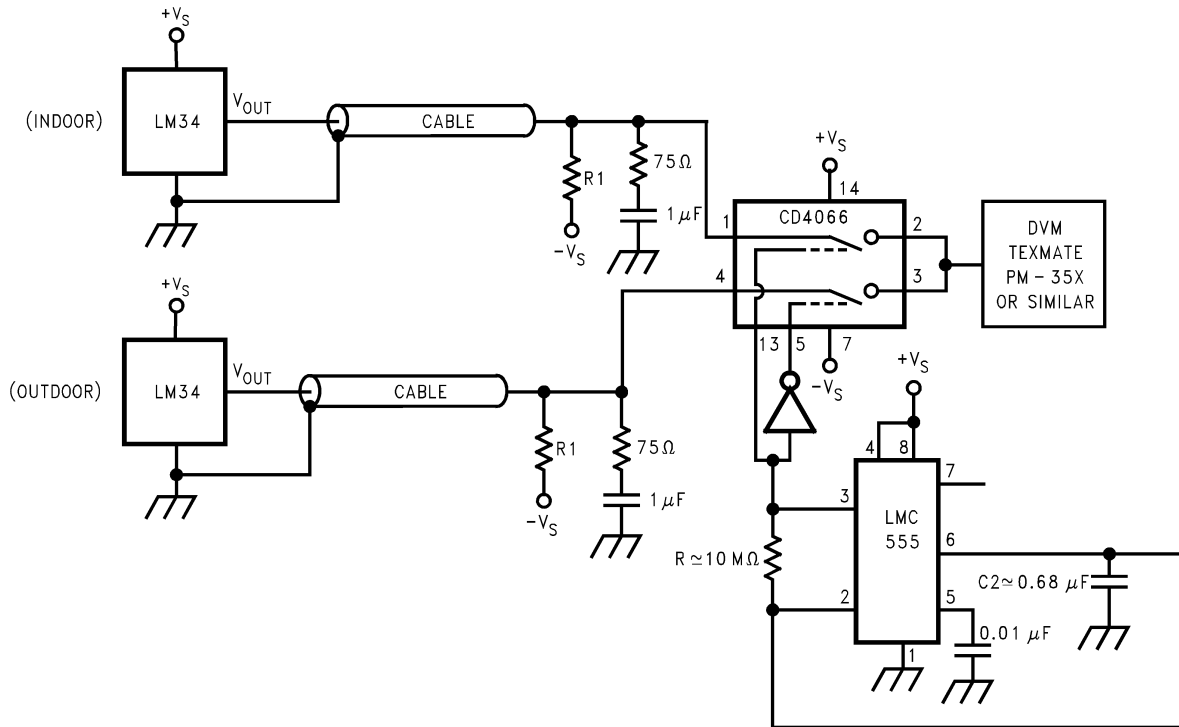 +VS
(INDOOR)
LM34
VOUT
CABLE
R1
75Ω
1 μF
-VS
+VS
14
CD4066
1
2
4
3
13
5
7
-VS
DVM
TEXMATE
PM - 35X
OR SIMILAR
+VS
(OUTDOOR)
LM34
VOUT
CABLE
R1
75Ω
1 μF
-VS
+VS
4
8
7
3
LMC
555
6
R≃10 MΩ
C2≃0.68 μF
2
5
0.01 μF
1